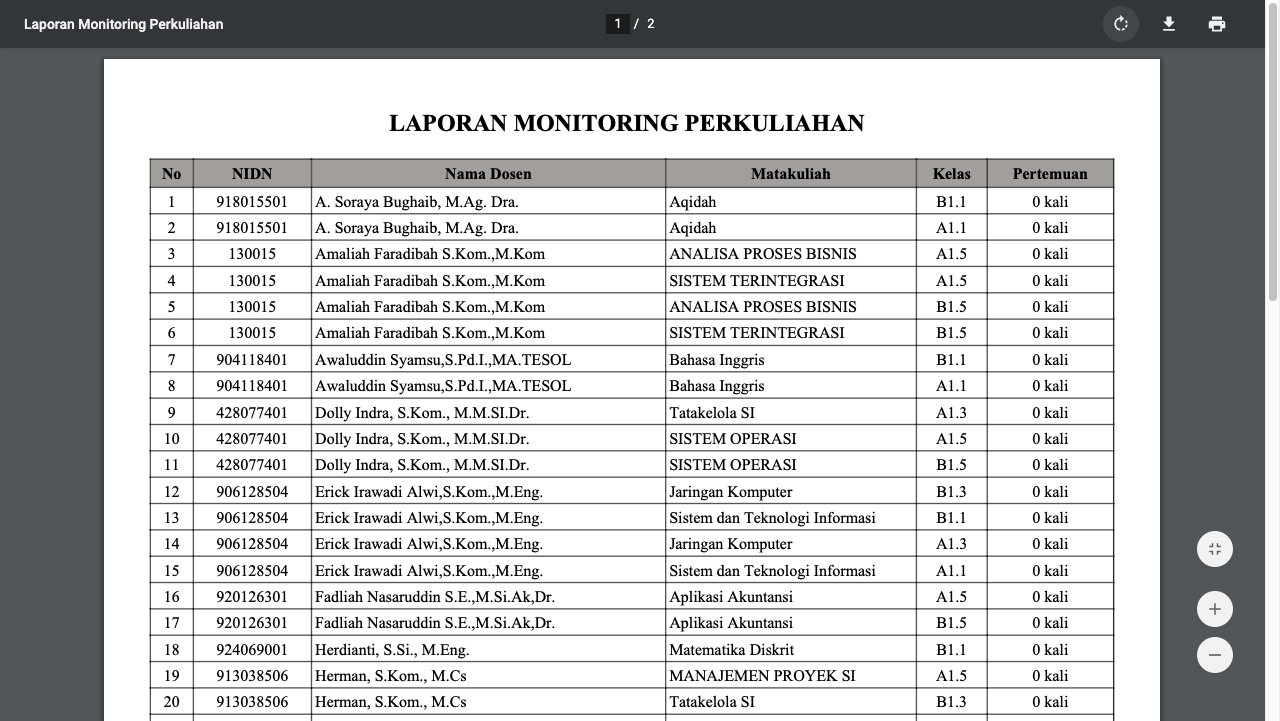 Laporan Monitoring Perkuliahan 1 / 2
LAPORAN MONITORING PERKULIAHAN
No NIDN Nama Dosen Matakuliah Kelas Pertemuan
1 918015501 A. Soraya Bughaib, M.Ag. Dra. Aqidah B1.1 0 kali
2 918015501 A. Soraya Bughaib, M.Ag. Dra. Aqidah A1.1 0 kali
3 130015 Amaliah Faradibah S.Kom.,M.Kom ANALISA PROSES BISNIS A1.5 0 kali
4 130015 Amaliah Faradibah S.Kom.,M.Kom SISTEM TERINTEGRASI A1.5 0 kali
5 130015 Amaliah Faradibah S.Kom.,M.Kom ANALISA PROSES BISNIS B1.5 0 kali
6 130015 Amaliah Faradibah S.Kom.,M.Kom SISTEM TERINTEGRASI B1.5 0 kali
7 904118401 Awaluddin Syamsu,S.Pd.I.,MA.TESOL Bahasa Inggris B1.1 0 kali
8 904118401 Awaluddin Syamsu,S.Pd.I.,MA.TESOL Bahasa Inggris A1.1 0 kali
9 428077401 Dolly Indra, S.Kom., M.M.SI.Dr. Tatakelola SI A1.3 0 kali
10 428077401 Dolly Indra, S.Kom., M.M.SI.Dr. SISTEM OPERASI A1.5 0 kali
11 428077401 Dolly Indra, S.Kom., M.M.SI.Dr. SISTEM OPERASI B1.5 0 kali
12 906128504 Erick Irawadi Alwi,S.Kom.,M.Eng. Jaringan Komputer B1.3 0 kali
13 906128504 Erick Irawadi Alwi,S.Kom.,M.Eng. Sistem dan Teknologi Informasi B1.1 0 kali
14 906128504 Erick Irawadi Alwi,S.Kom.,M.Eng. Jaringan Komputer A1.3 0 kali
15 906128504 Erick Irawadi Alwi,S.Kom.,M.Eng. Sistem dan Teknologi Informasi A1.1 0 kali
16 920126301 Fadliah Nasaruddin S.E.,M.Si.Ak,Dr. Aplikasi Akuntansi A1.5 0 kali
17 920126301 Fadliah Nasaruddin S.E.,M.Si.Ak,Dr. Aplikasi Akuntansi B1.5 0 kali
18 924069001 Herdianti, S.Si., M.Eng. Matematika Diskrit B1.1 0 kali
19 913038506 Herman, S.Kom., M.Cs MANAJEMEN PROYEK SI A1.5 0 kali
20 913038506 Herman, S.Kom., M.Cs Tatakelola SI B1.3 0 kali